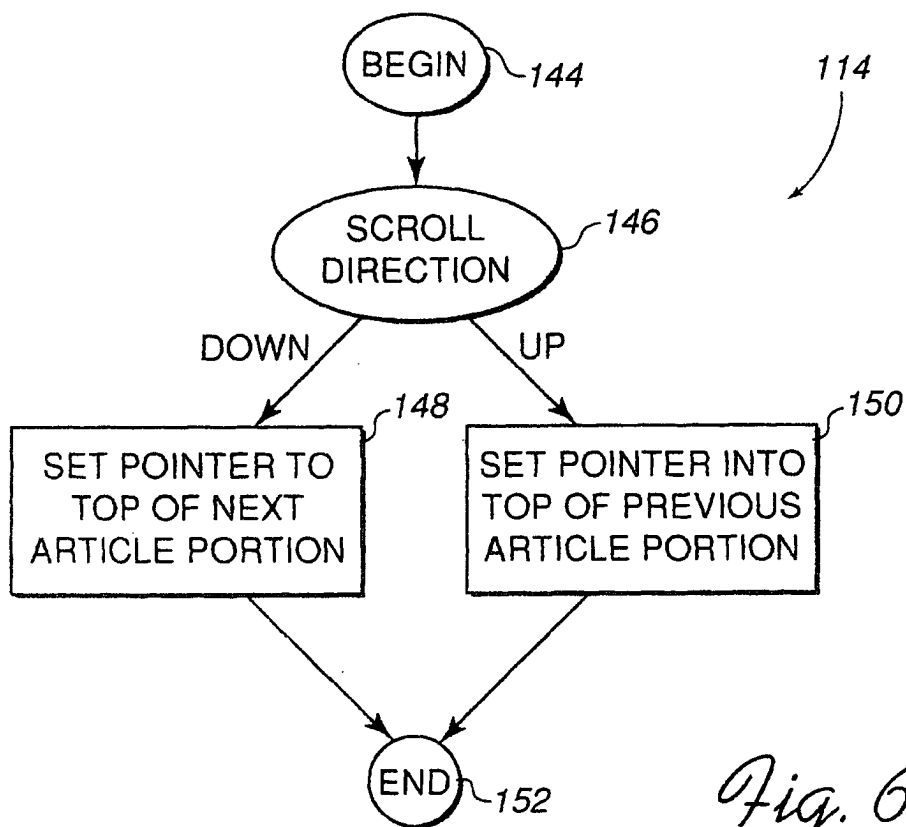 BEGIN
144
114
SCROLL
DIRECTION
146
DOWN
UP
148
150
SET POINTER TO
TOP OF NEXT
ARTICLE PORTION
SET POINTER INTO
TOP OF PREVIOUS
ARTICLE PORTION
END
152
Fig. 6